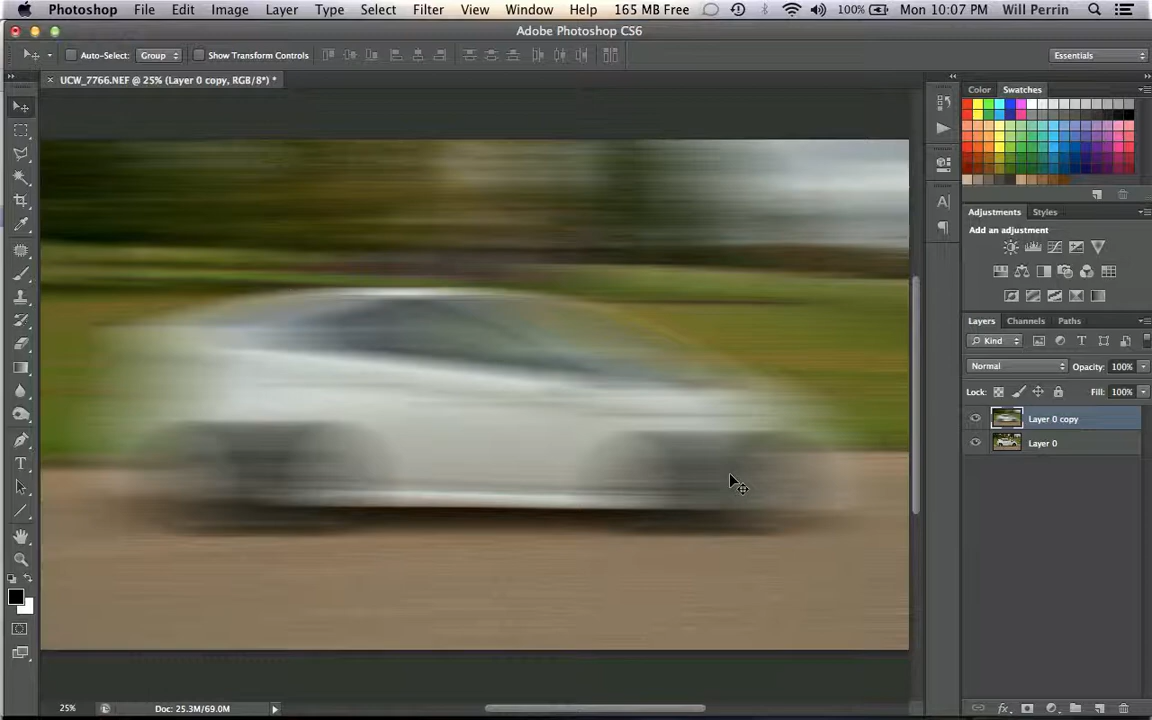 Photoshop File Edit Image Layer Type Select Filter View Window Help 165 MB Free 100% Mon 10:07 PM Will Perrin
Adobe Photoshop CS6
Auto-Select: Group Show Transform Controls Essentials
× UCW_7766.NEF @ 25% (Layer 0 copy, RGB/8*) *
Color Swatches
Adjustments Styles
Add an adjustment
Layers Channels Paths
Kind
Normal Opacity: 100%
Lock: Fill: 100%
Layer 0 copy
Layer 0
25% Doc: 25.3M/69.0M